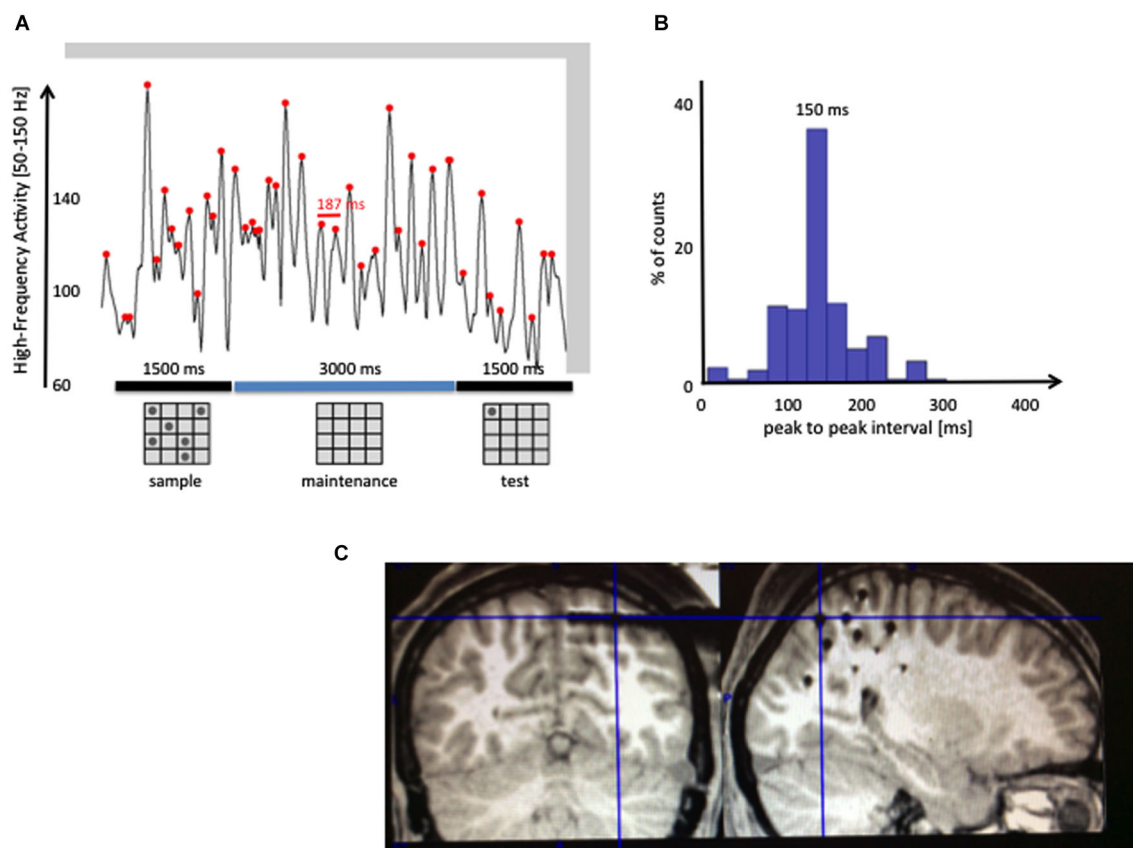 A
High-Frequency Activity [50-150 Hz]
140
100
60
187 ms
1500 ms
3000 ms
1500 ms
sample
maintenance
test
B
% of counts
40
20
0
150 ms
0
100
200
300
400
peak to peak interval [ms]
C